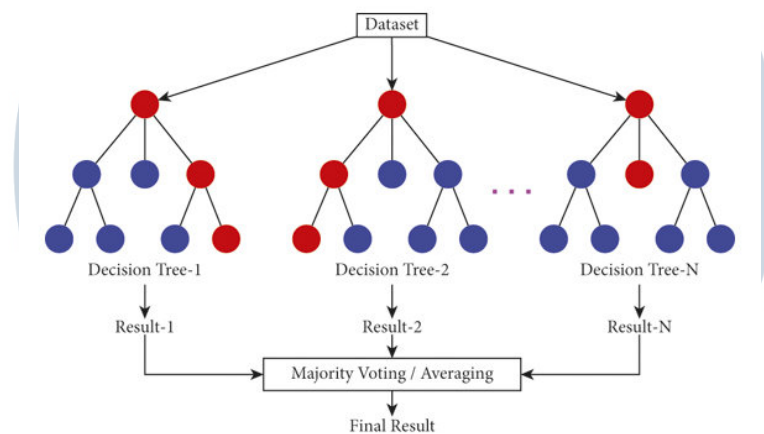 Dataset
Decision Tree-1
Decision Tree-2
Decision Tree-N
Result-1
Result-2
Result-N
Majority Voting / Averaging
Final Result